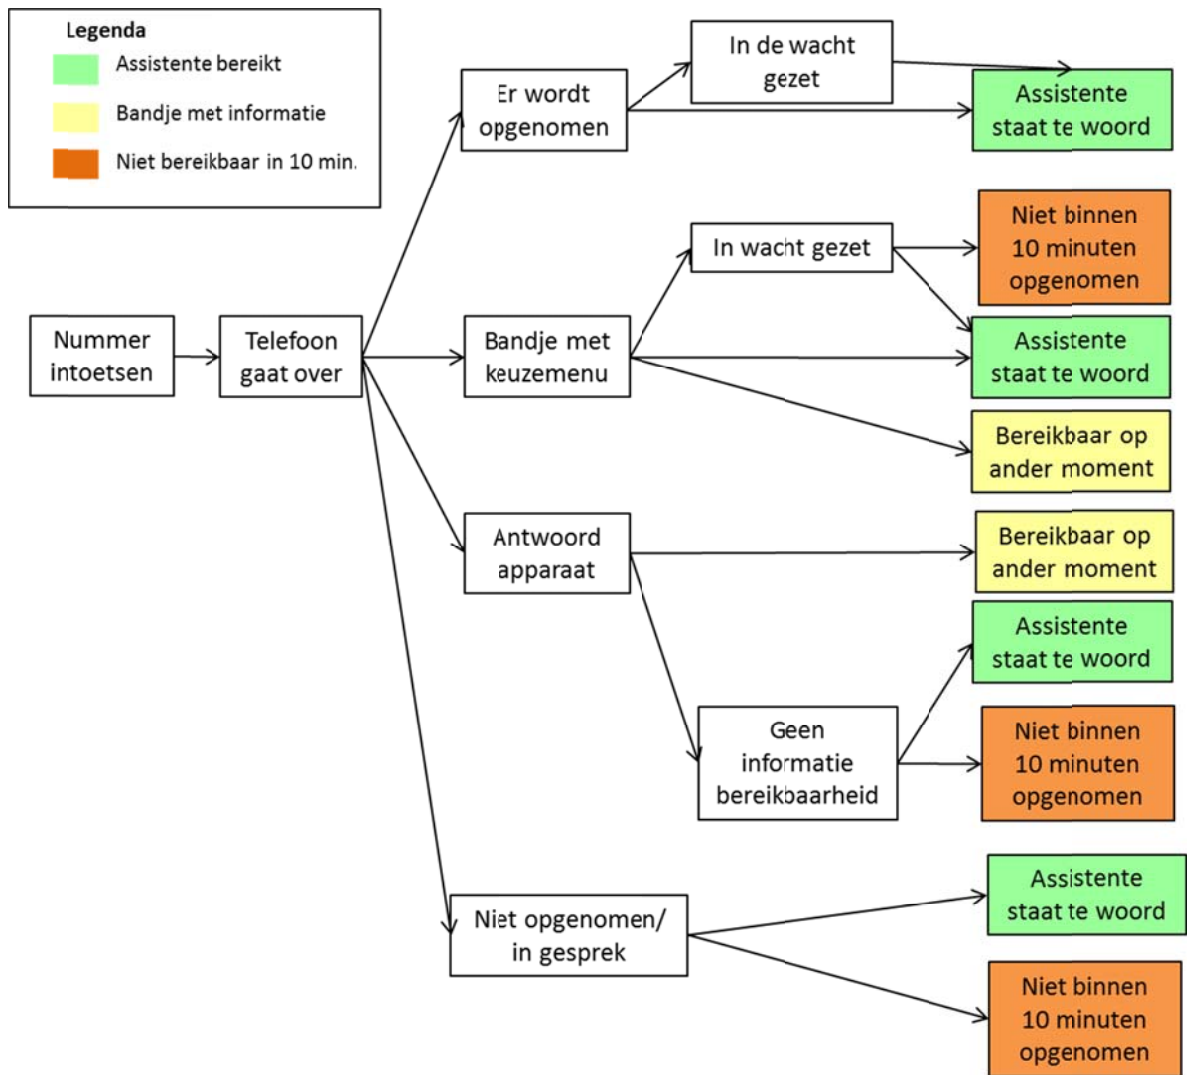 Legenda
Assistente bereikt
Bandje met informatie
Niet bereikbaar in 10 min.
Nummer
intoetsen
Telefoon
gaat over
Er wordt
opgenomen
In de wacht
gezet
Assistente
staat te woord
Bandje met
keuzemenu
In wacht gezet
Niet binnen
10 minuten
opgenomen
Assistente
staat te woord
Bereikbaar op
ander moment
Antwoord
apparaat
Bereikbaar op
ander moment
Geen
informatie
bereikbaarheid
Assistente
staat te woord
Niet binnen
10 minuten
opgenomen
Niet opgenomen/
in gesprek
Assistente
staat te woord
Niet binnen
10 minuten
opgenomen